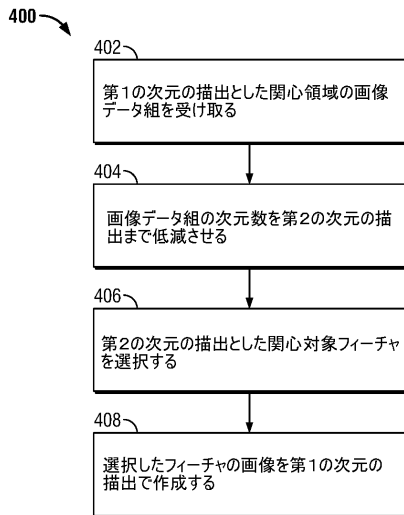 400
402
第1の次元の描出とした関心領域の画像
データ組を受け取る
404
画像データ組の次元数を第2の次元の描
出まで低減させる
406
第2の次元の描出とした関心対象フィーチャ
を選択する
408
選択したフィーチャの画像を第1の次元の
描出で作成する